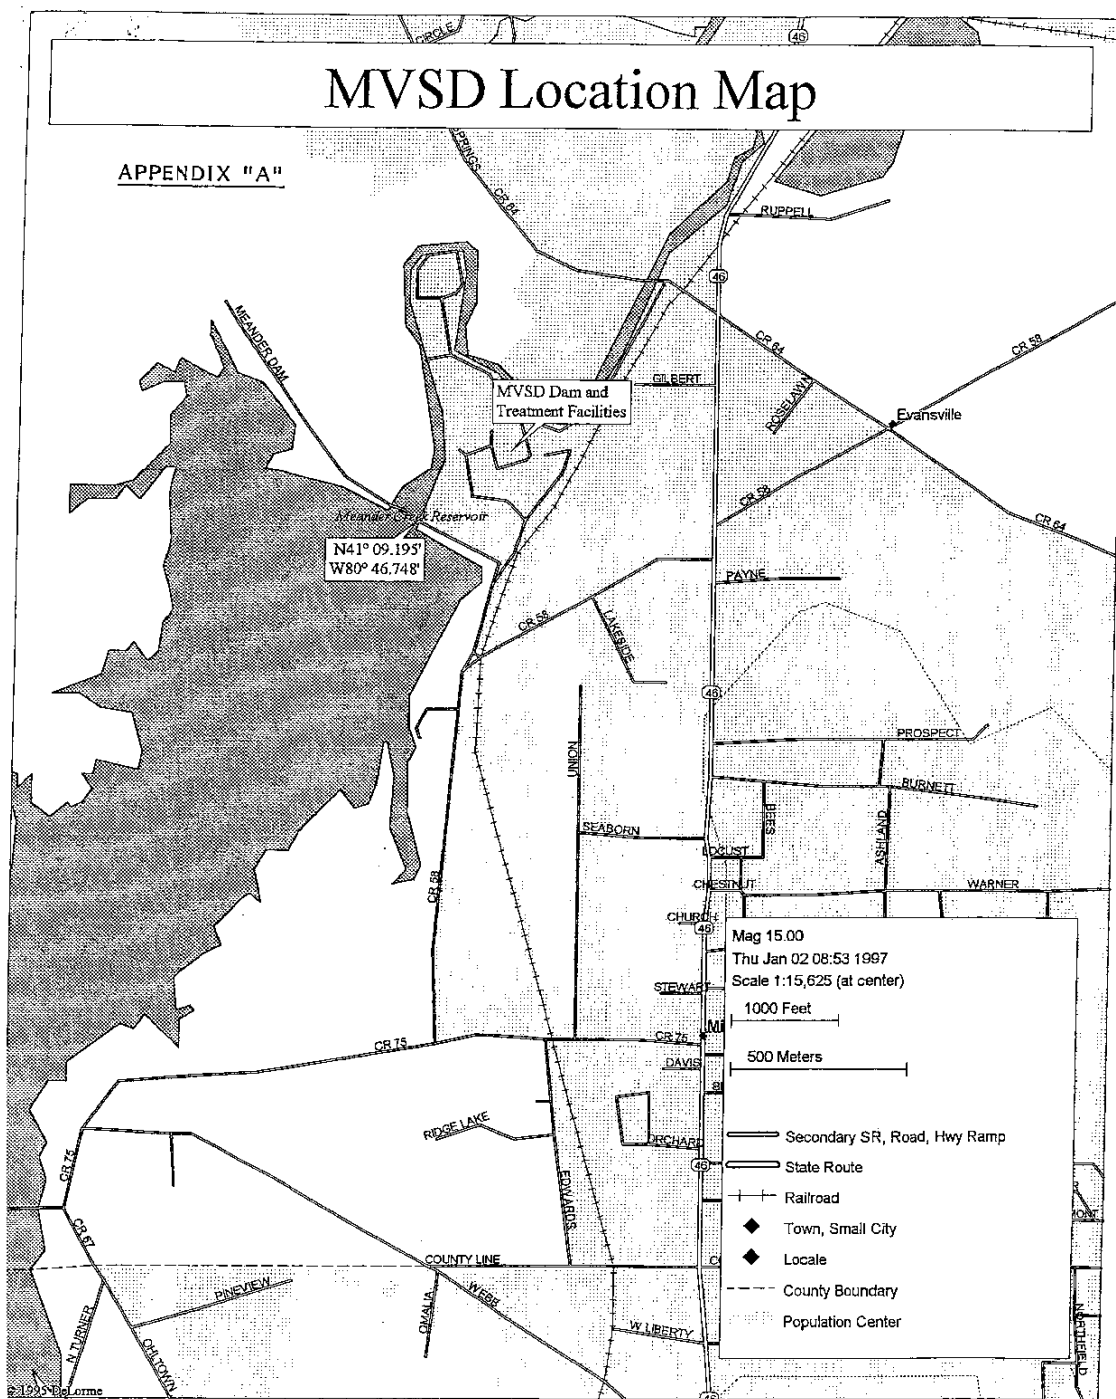 CIRCLE
46
MVSD Location Map
APPENDIX "A"
SPRINGS
CR 64
RUPPELL
46
MEANDER DAM
CR 64
CR 58
GILBERT
ROSELAWN
MVSD Dam and
Treatment Facilities
Evansville
CR 58
CR 64
Meander Creek Reservoir
N41° 09.195'
W80° 46.748'
PAYNE
CR 58
LAKESIDE
46
PROSPECT
UNION
BURNETT
BEES
ASHLAND
SEABORN
LOCUST
CHESTNUT
WARNER
CR 58
CHURCH
46
Mag 15.00
Thu Jan 02 08:53 1997
Scale 1:15,625 (at center)
1000 Feet
STEWART
CR 75
CR 75
Mi
500 Meters
DAVIS
RIDGE LAKE
ORCHARD
Secondary SR, Road, Hwy Ramp
46
State Route
CR 75
EDWARDS
Railroad
Town, Small City
CR 67
COUNTY LINE
Locale
PINEVIEW
WEBB
County Boundary
OMALIA
N TURNER
OHLTOWN
W LIBERTY
Population Center
NORTHFIELD
© 1995 DeLorme
46